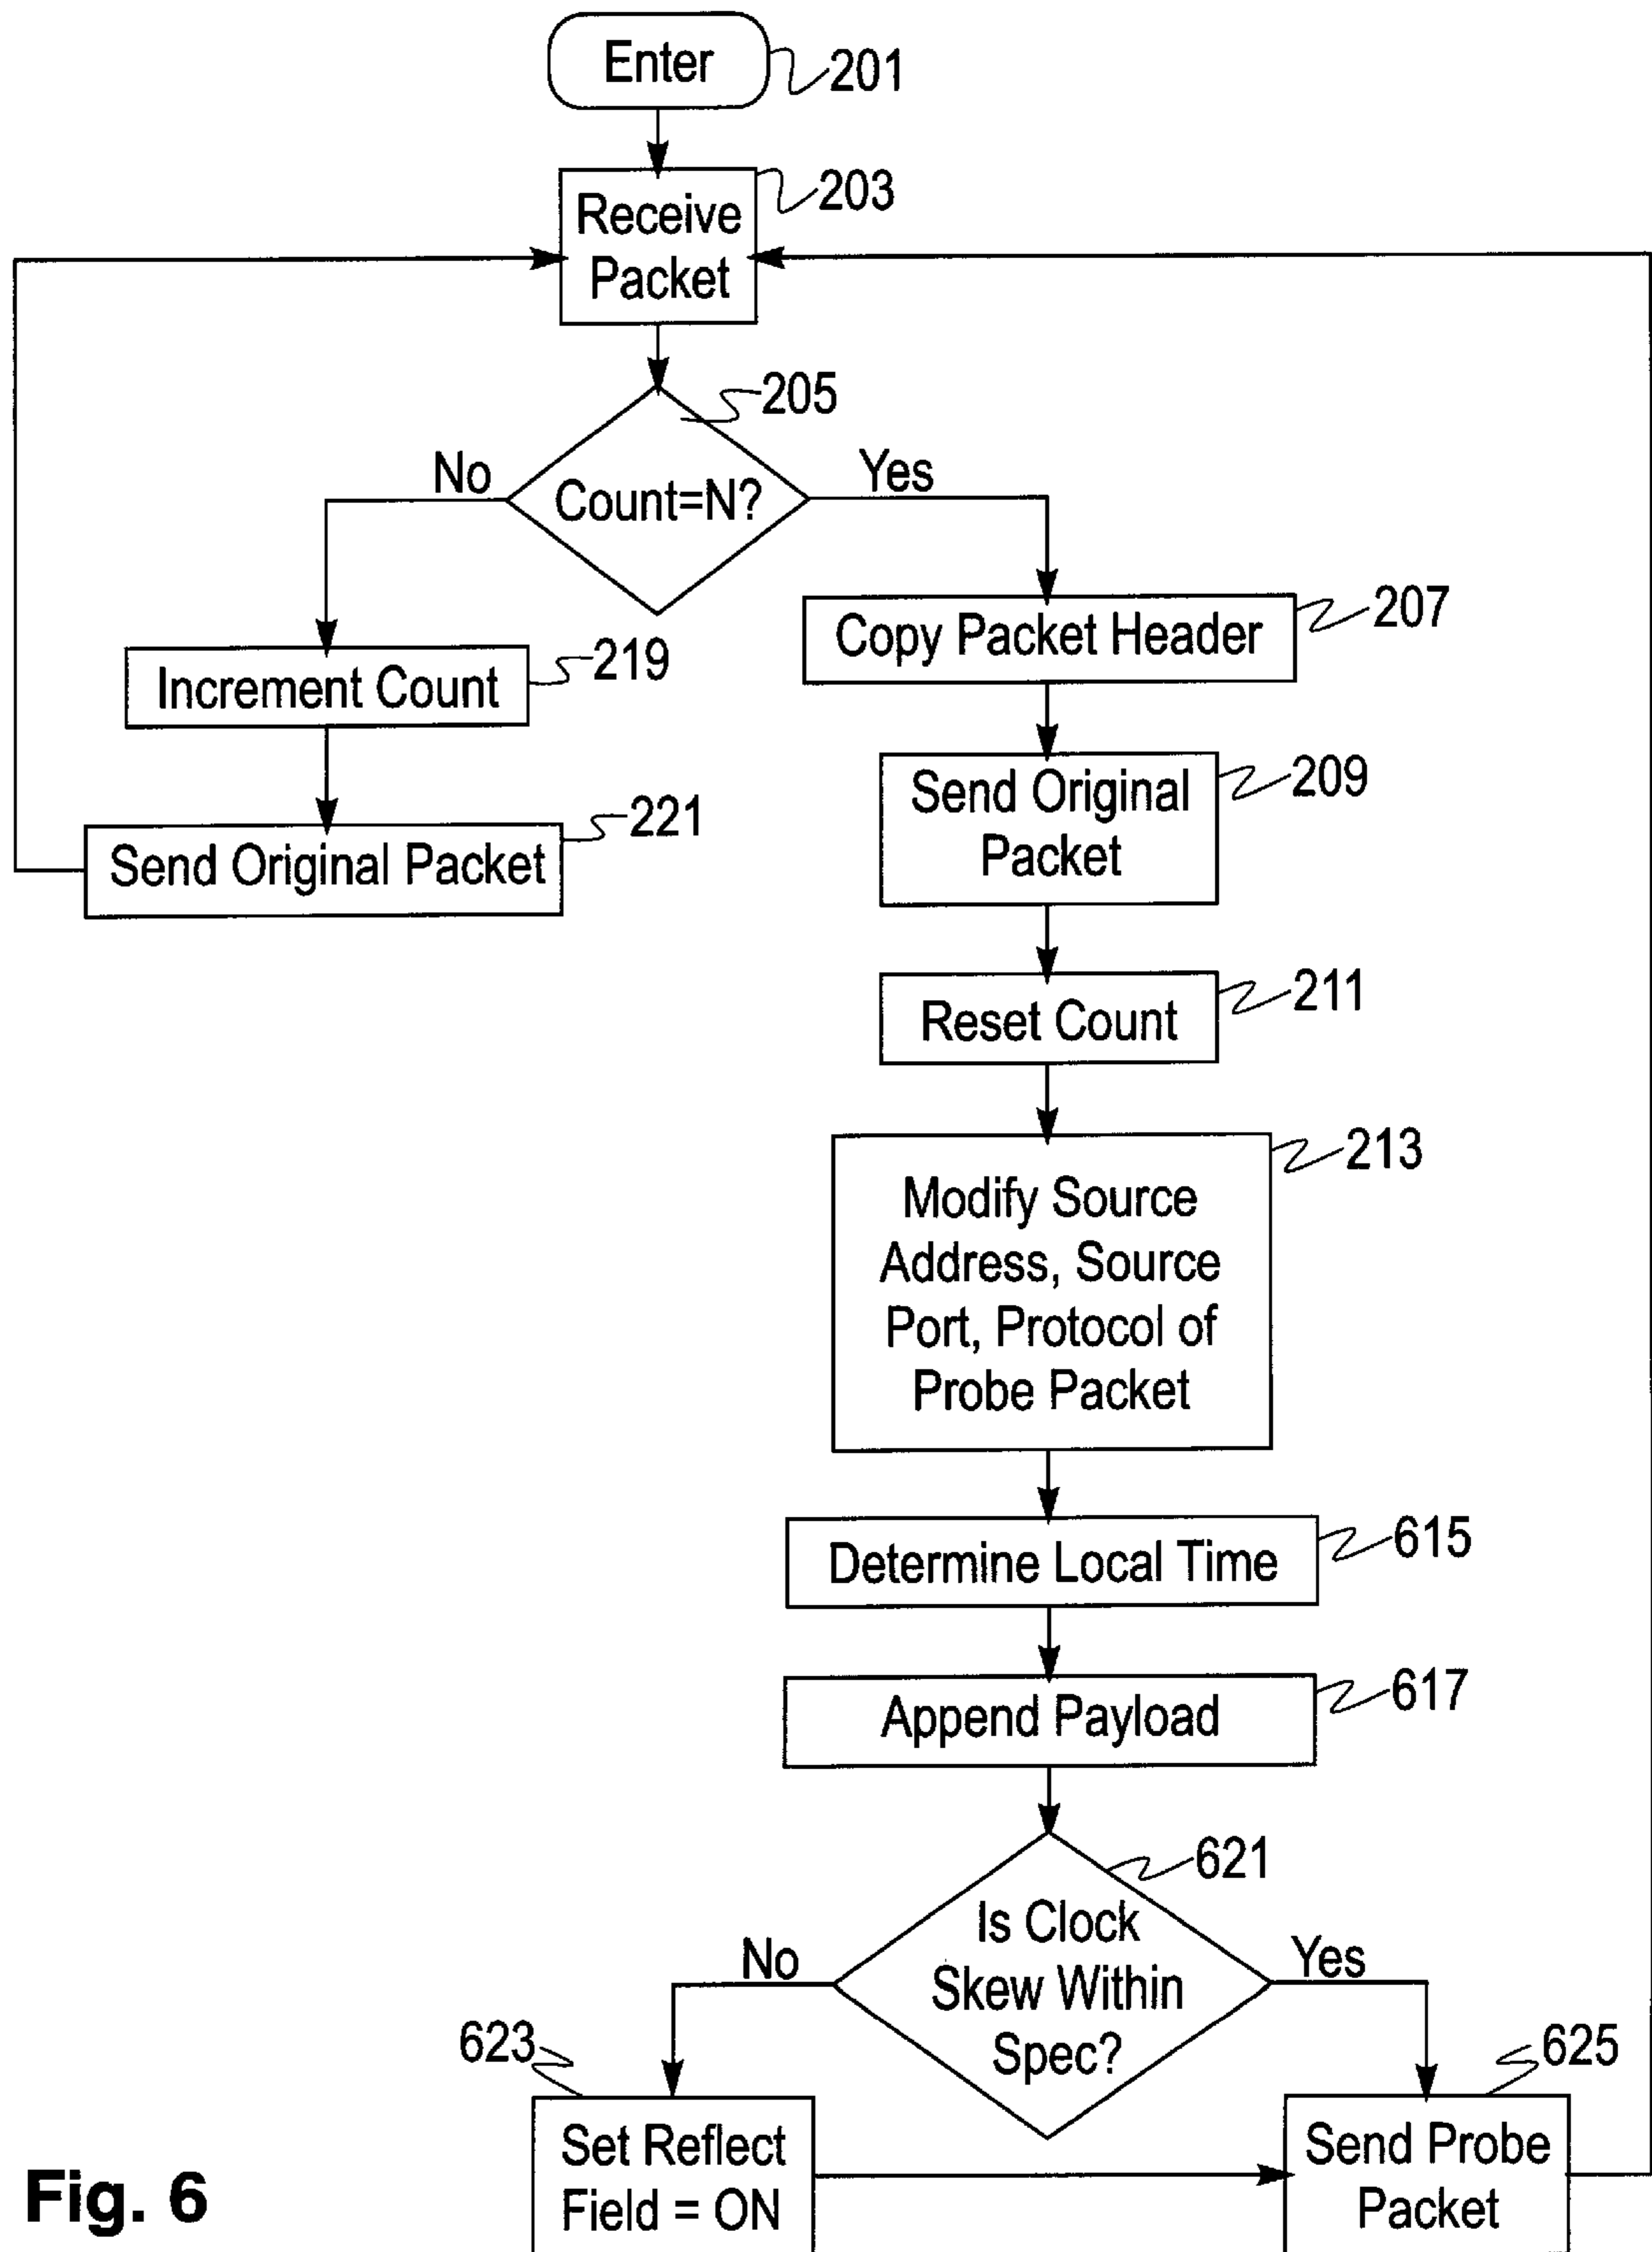 Enter
201
Receive
Packet
203
205
Count=N?
No
Yes
Increment Count
219
Send Original Packet
221
Copy Packet Header
207
Send Original
Packet
209
Reset Count
211
Modify Source
Address, Source
Port, Protocol of
Probe Packet
213
Determine Local Time
615
Append Payload
617
621
Is Clock
Skew Within
Spec?
No
Yes
623
Set Reflect
Field = ON
625
Send Probe
Packet
Fig. 6